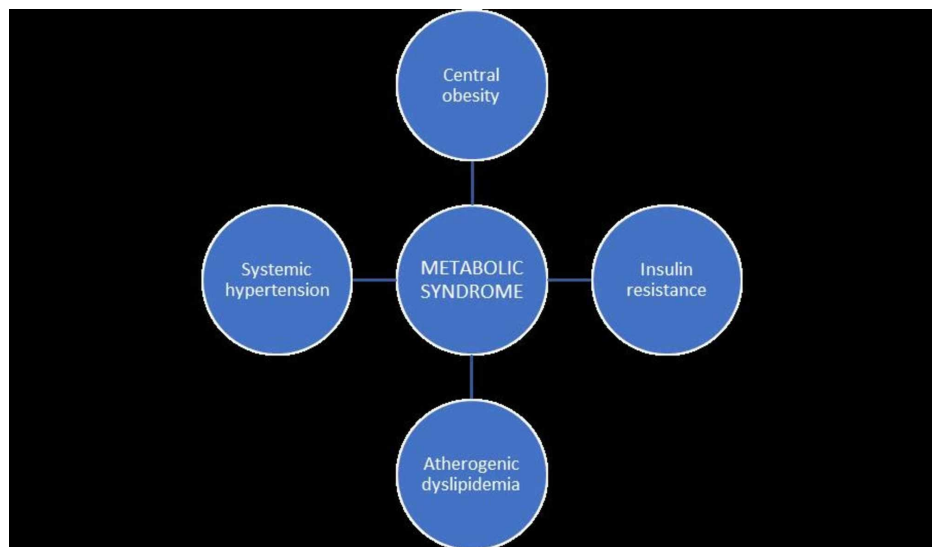 Central
obesity
Systemic
hypertension
METABOLIC
SYNDROME
Insulin
resistance
Atherogenic
dyslipidemia